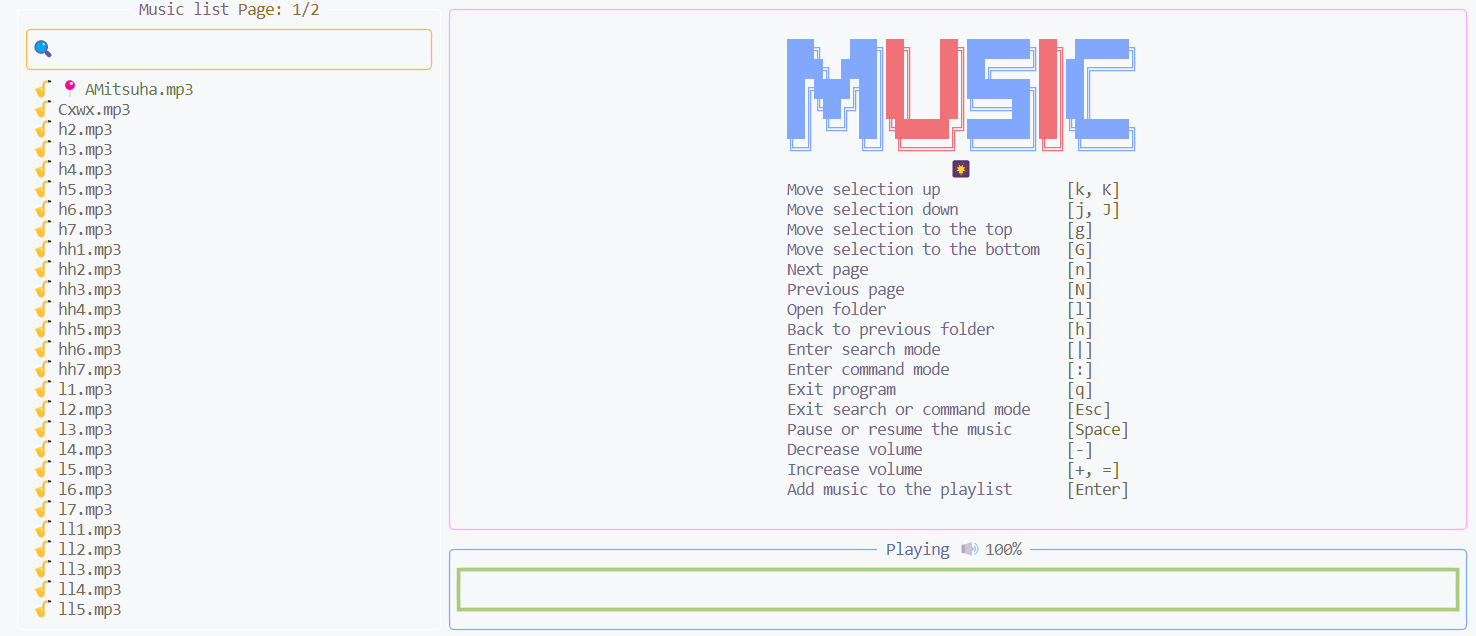 Music list Page: 1/2
AMitsuha.mp3
Cxwx.mp3
h2.mp3
h3.mp3
h4.mp3
h5.mp3
h6.mp3
h7.mp3
hh1.mp3
hh2.mp3
hh3.mp3
hh4.mp3
hh5.mp3
hh6.mp3
hh7.mp3
l1.mp3
l2.mp3
l3.mp3
l4.mp3
l5.mp3
l6.mp3
l7.mp3
ll1.mp3
ll2.mp3
ll3.mp3
ll4.mp3
ll5.mp3
MUSIC
Move selection up [k, K]
Move selection down [j, J]
Move selection to the top [g]
Move selection to the bottom [G]
Next page [n]
Previous page [N]
Open folder [l]
Back to previous folder [h]
Enter search mode [|]
Enter command mode [:]
Exit program [q]
Exit search or command mode [Esc]
Pause or resume the music [Space]
Decrease volume [-]
Increase volume [+, =]
Add music to the playlist [Enter]
Playing 100%